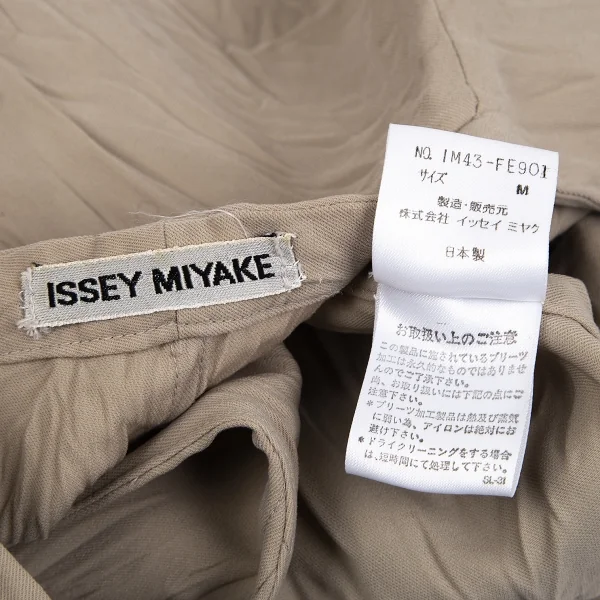 ISSEY MIYAKE
NO. IM43-FE901
サイズ M
製造・販売元
株式会社 イッセイ ミヤケ
日本製
お取扱い上のご注意
この製品に施されているプリーツ
加工は永久的なものではありませ
んのでご了承下さい。
尚、お取り扱いには下記の点にご
注意下さい。
*プリーツ加工製品は熱及び蒸気
に弱い為、アイロンは絶対にお
避け下さい。
*ドライクリーニングをする場合
は、短時間にて処理して下さい。
SL-31